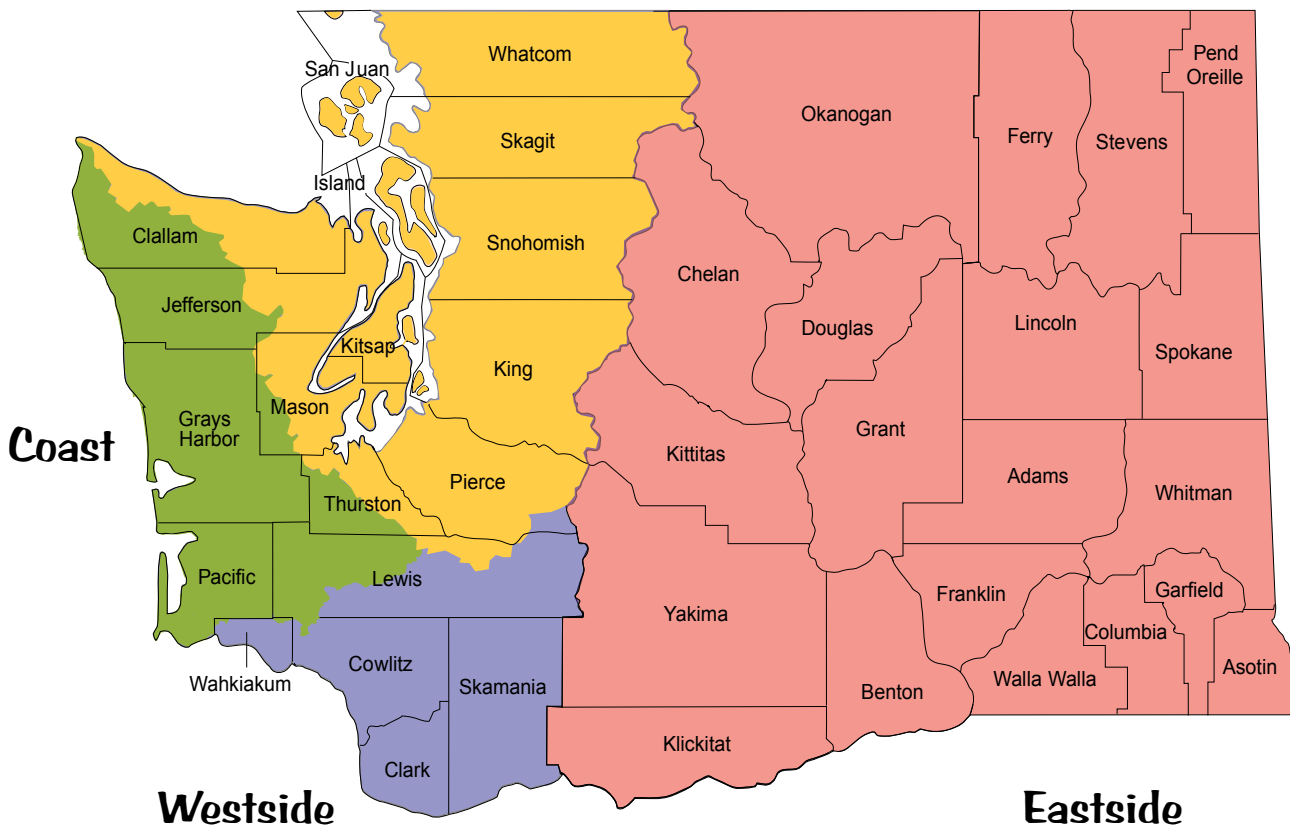 Whatcom
San Juan
Pend
Oreille
Okanogan
Ferry
Stevens
Skagit
Island
Clallam
Snohomish
Chelan
Jefferson
Douglas
Lincoln
Kitsap
Spokane
King
Mason
Grays
Harbor
Coast
Grant
Kittitas
Adams
Pierce
Whitman
Thurston
Pacific
Lewis
Garfield
Franklin
Yakima
Columbia
Cowlitz
Wahkiakum
Skamania
Walla Walla
Asotin
Benton
Klickitat
Clark
Westside
Eastside